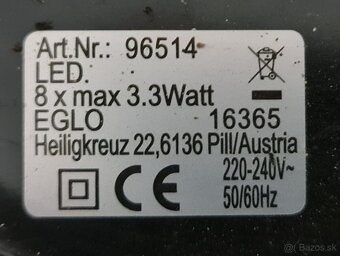 Art.Nr.: 96514
LED.
8 x max 3.3Watt
EGLO 16365
Heiligkreuz 22,6136 Pill/Austria
CE 220-240V~
50/60Hz
Bazos.sk